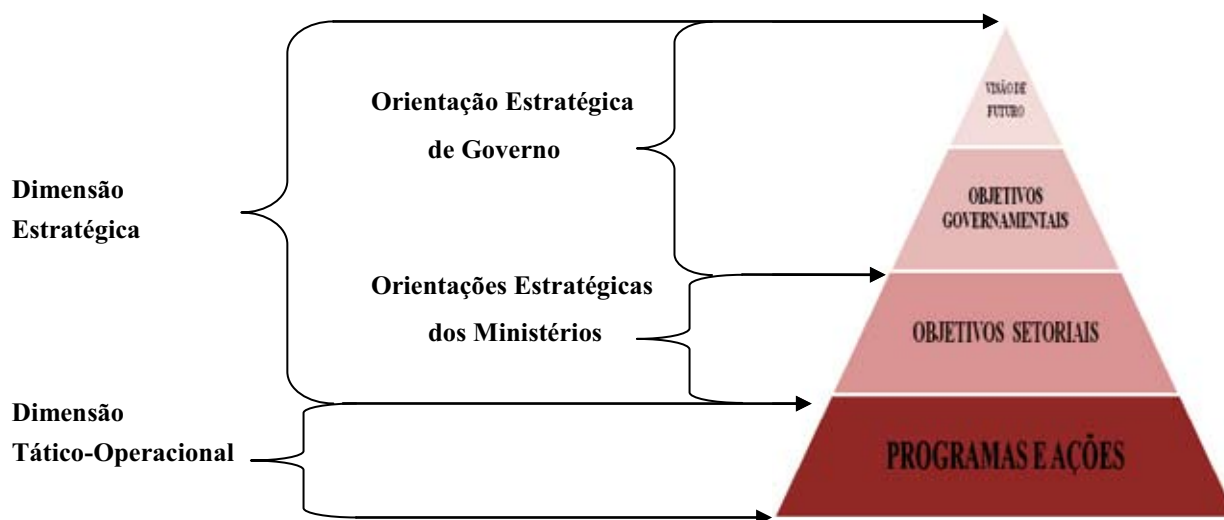 Orientação Estratégica
de Governo
Dimensão
Estratégica
Orientações Estratégicas
dos Ministérios
Dimensão
Tático-Operacional
VISÃO DE
FUTURO
OBJETIVOS
GOVERNAMENTAIS
OBJETIVOS SETORIAIS
PROGRAMAS E AÇÕES